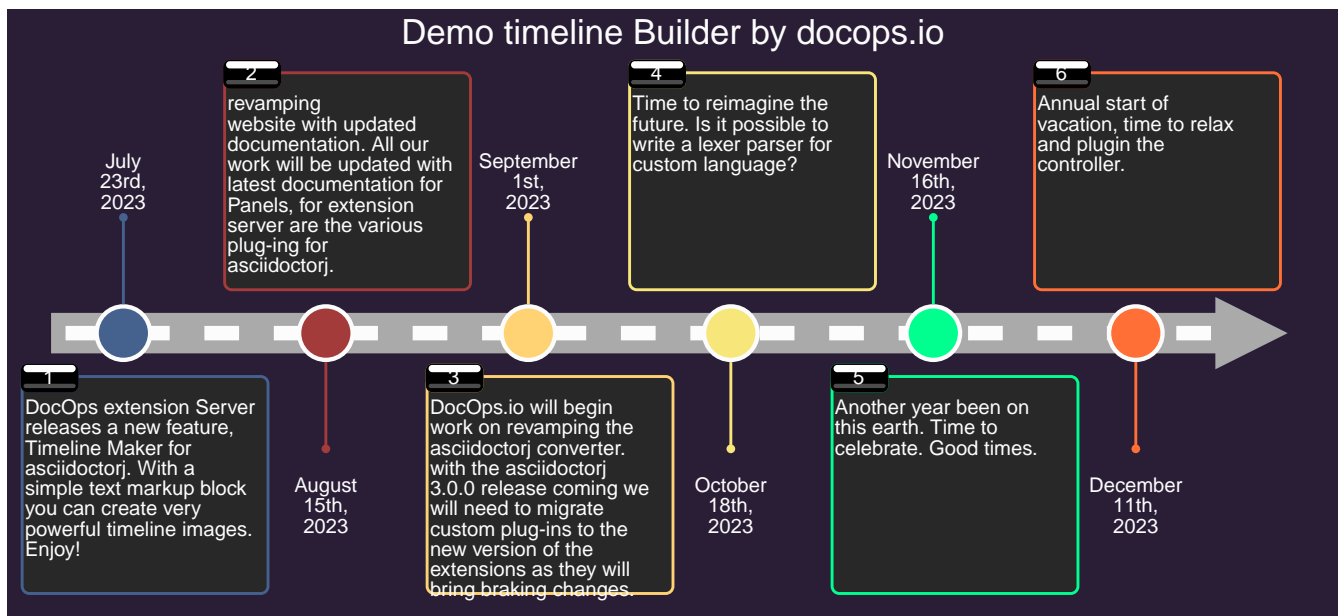 Demo timeline Builder by docops.io
July
23rd,
2023
1
DocOps extension Server
releases a new feature,
Timeline Maker for
asciidoctorj. With a
simple text markup block
you can create very
powerful timeline images.
Enjoy!
2
revamping
website with updated
documentation. All our
work will be updated with
latest documentation for
Panels, for extension
server are the various
plug-ing for
asciidoctorj.
August
15th,
2023
September
1st,
2023
3
DocOps.io will begin
work on revamping the
asciidoctorj converter.
with the asciidoctorj
3.0.0 release coming we
will need to migrate
custom plug-ins to the
new version of the
extensions as they will
bring braking changes.
4
Time to reimagine the
future. Is it possible to
write a lexer parser for
custom language?
October
18th,
2023
November
16th,
2023
5
Another year been on
this earth. Time to
celebrate. Good times.
6
Annual start of
vacation, time to relax
and plugin the
controller.
December
11th,
2023